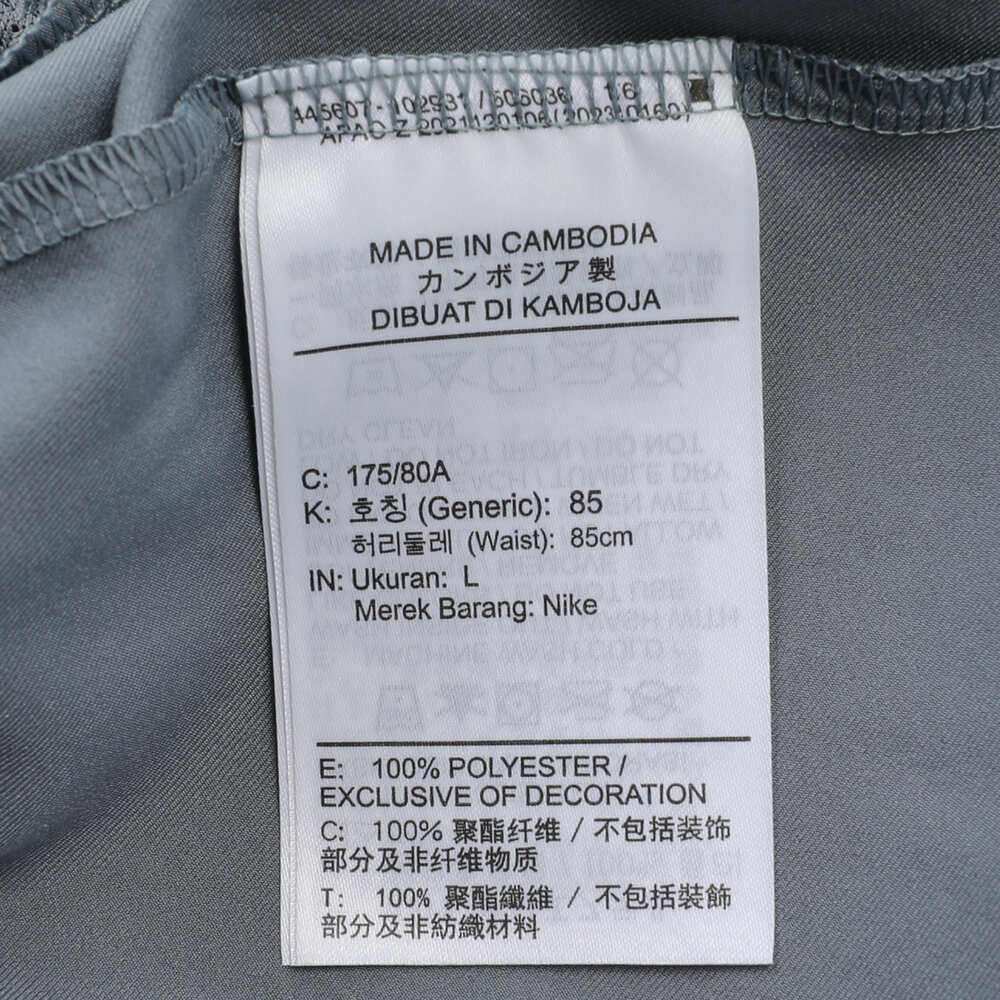 MADE IN CAMBODIA
カンボジア製
DIBUAT DI KAMBOJA
C: 175/80A
K: 호칭 (Generic): 85
허리둘레 (Waist): 85cm
IN: Ukuran: L
Merek Barang: Nike
E: 100% POLYESTER /
EXCLUSIVE OF DECORATION
C: 100% 聚酯纤维 / 不包括装饰
部分及非纤维物质
T: 100% 聚酯纖維 / 不包括裝飾
部分及非紡織材料